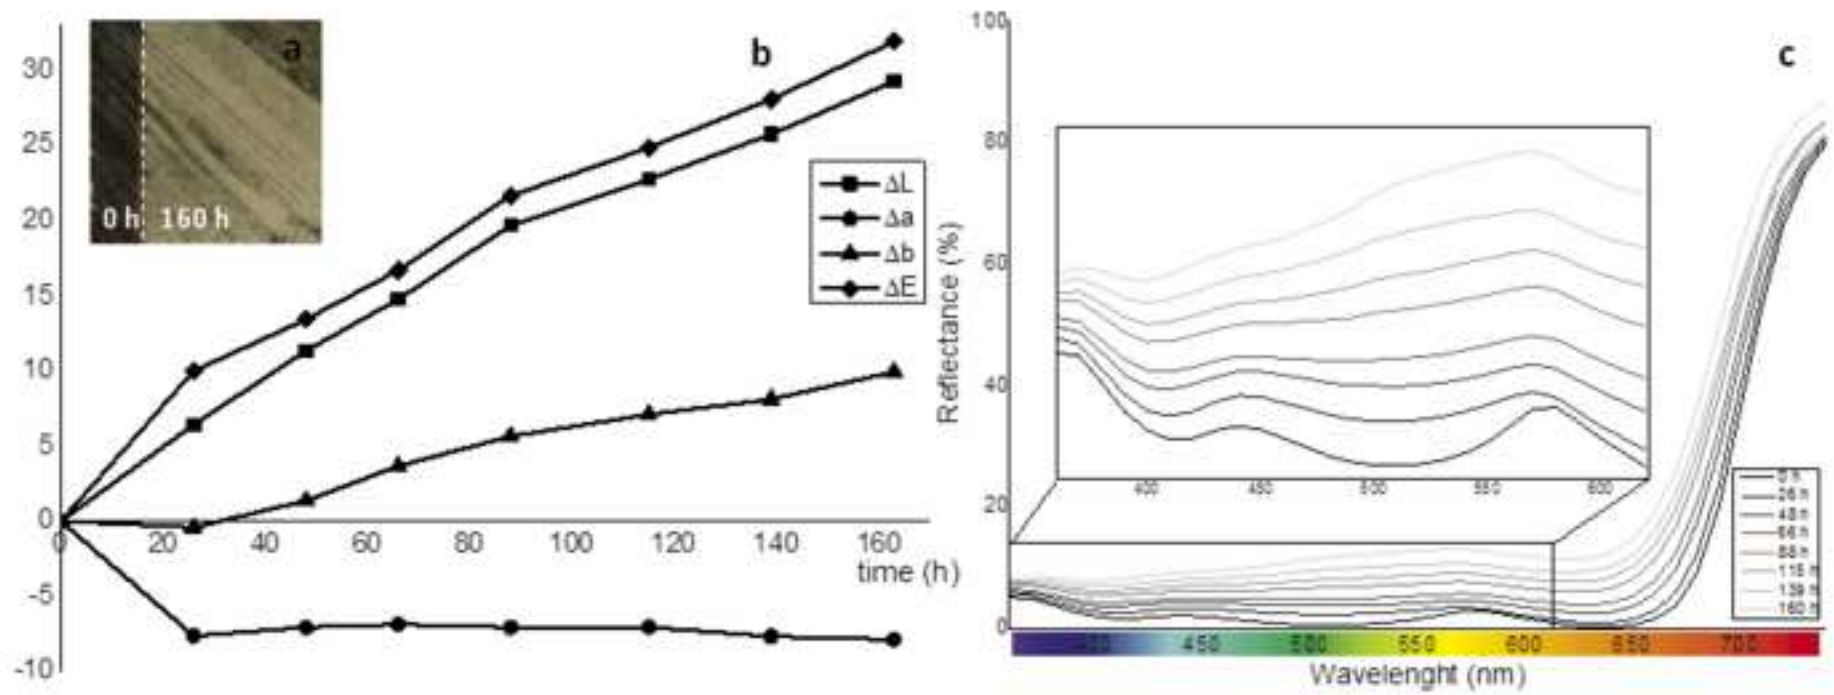 a
0 h 160 h
b
30
25
20
15
10
5
0
-5
-10
0 20 40 60 80 100 120 140 160
time (h)
ΔL
Δa
Δb
ΔE
c
100
80
60
40
20
0
Reflectance (%)
400 450 500 550 600
0 h
26 h
48 h
66 h
88 h
115 h
139 h
160 h
400 450 500 550 600 650 700
Wavelenght (nm)